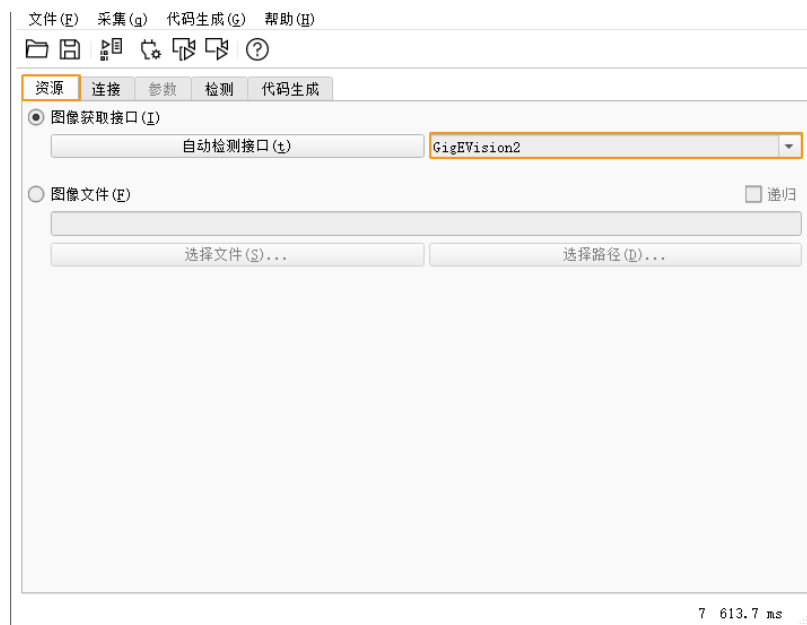 文件(F) 采集(q) 代码生成(G) 帮助(H)
资源 连接 参数 检测 代码生成
图像获取接口(I)
自动检测接口(t) GigEVision2
图像文件(F) 递归
选择文件(S)... 选择路径(D)...
7 613.7 ms